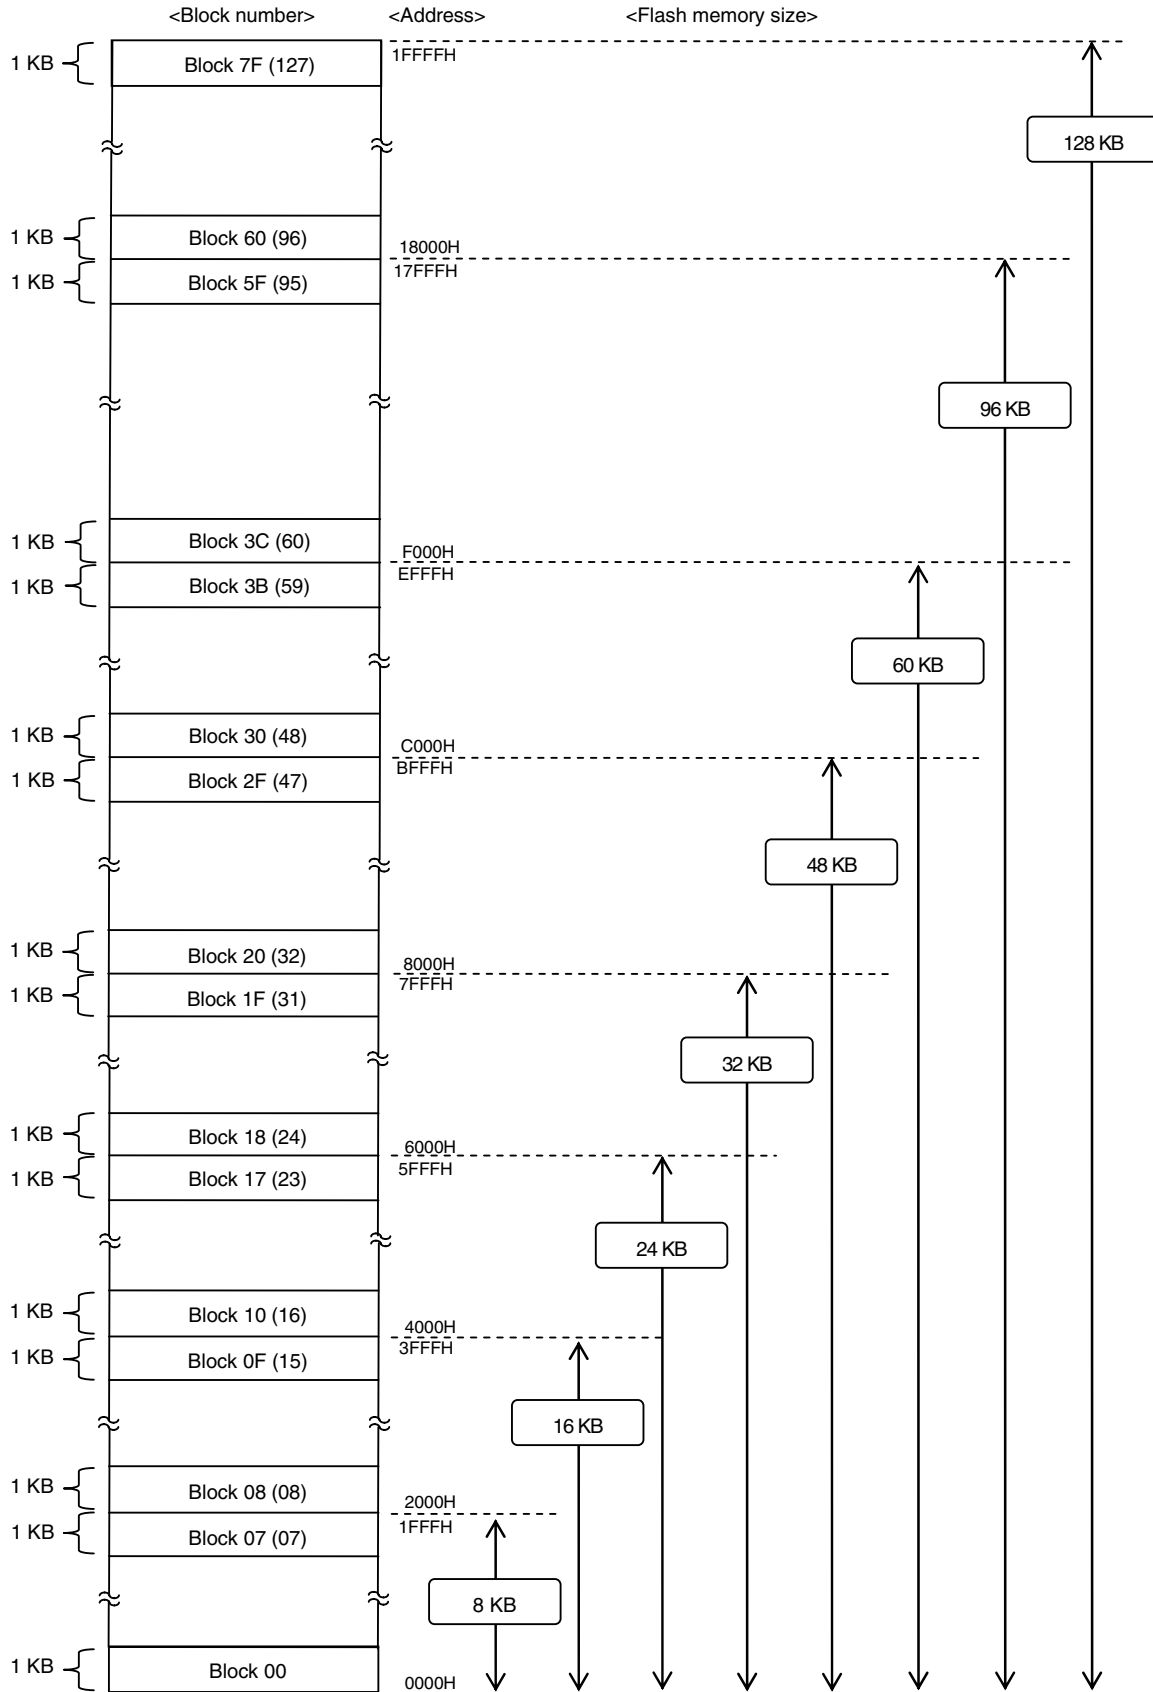 <Block number> <Address> <Flash memory size>
1 KB Block 7F (127) 1FFFFH
128 KB
1 KB Block 60 (96) 18000H
1 KB Block 5F (95) 17FFFH
96 KB
1 KB Block 3C (60) F000H
1 KB Block 3B (59) EFFFH
60 KB
1 KB Block 30 (48) C000H
1 KB Block 2F (47) BFFFH
48 KB
1 KB Block 20 (32) 8000H
1 KB Block 1F (31) 7FFFH
32 KB
1 KB Block 18 (24) 6000H
1 KB Block 17 (23) 5FFFH
24 KB
1 KB Block 10 (16) 4000H
1 KB Block 0F (15) 3FFFH
16 KB
1 KB Block 08 (08) 2000H
1 KB Block 07 (07) 1FFFH
8 KB
1 KB Block 00 0000H